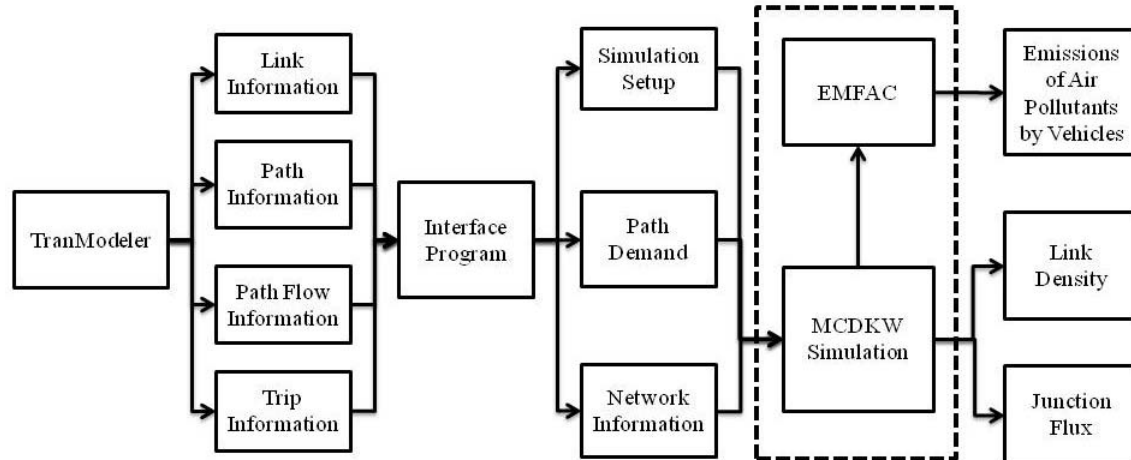 TranModeler
Link
Information
Path
Information
Path Flow
Information
Trip
Information
Interface
Program
Simulation
Setup
Path
Demand
Network
Information
EMFAC
MCDKW
Simulation
Emissions
of Air
Pollutants
by Vehicles
Link
Density
Junction
Flux